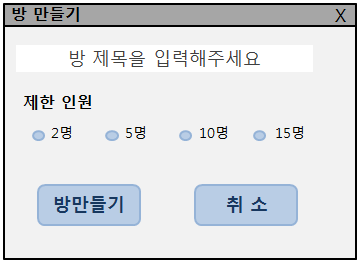 방 만들기 X
방 제목을 입력해주세요
제한 인원
2명 5명 10명 15명
방만들기 취 소